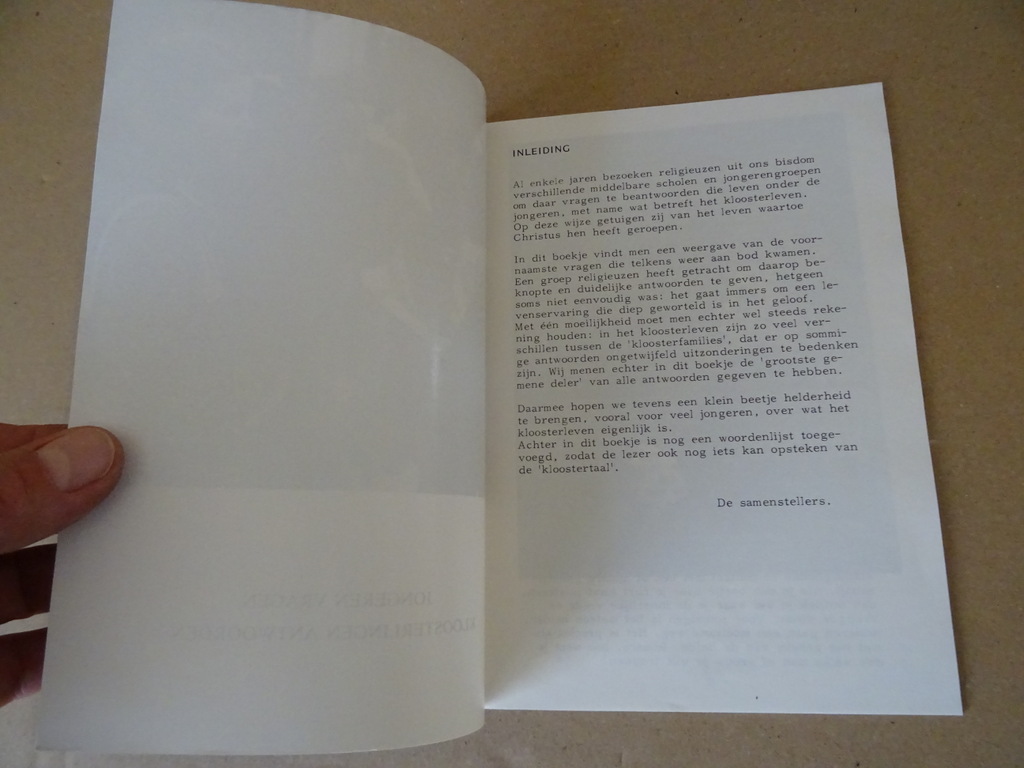 INLEIDING
Al enkele jaren bezoeken religieuzen uit ons bisdom
verschillende middelbare scholen en jongerengroepen
om daar vragen te beantwoorden die leven onder de
jongeren, met name wat betreft het kloosterleven.
Op deze wijze getuigen zij van het leven waartoe
Christus hen heeft geroepen.
In dit boekje vindt men een weergave van de voor-
naamste vragen die telkens weer aan bod kwamen.
Een groep religieuzen heeft getracht om daarop be-
knopte en duidelijke antwoorden te geven, hetgeen
soms niet eenvoudig was: het gaat immers om een le-
venservaring die diep geworteld is in het geloof.
Met één moeilijkheid moet men echter wel steeds reke-
ning houden: in het kloosterleven zijn zo veel ver-
schillen tussen de 'kloosterfamilies', dat er op sommi-
ge antwoorden ongetwijfeld uitzonderingen te bedenken
zijn. Wij menen echter in dit boekje de 'grootste ge-
mene deler' van alle antwoorden gegeven te hebben.
Daarmee hopen we tevens een klein beetje helderheid
te brengen, vooral voor veel jongeren, over wat het
kloosterleven eigenlijk is.
Achter in dit boekje is nog een woordenlijst toege-
voegd, zodat de lezer ook nog iets kan opsteken van
de 'kloostertaal'.
De samenstellers.
JONGEREN VRAGEN
KLOOSTERLINGEN ANTWOORDEN